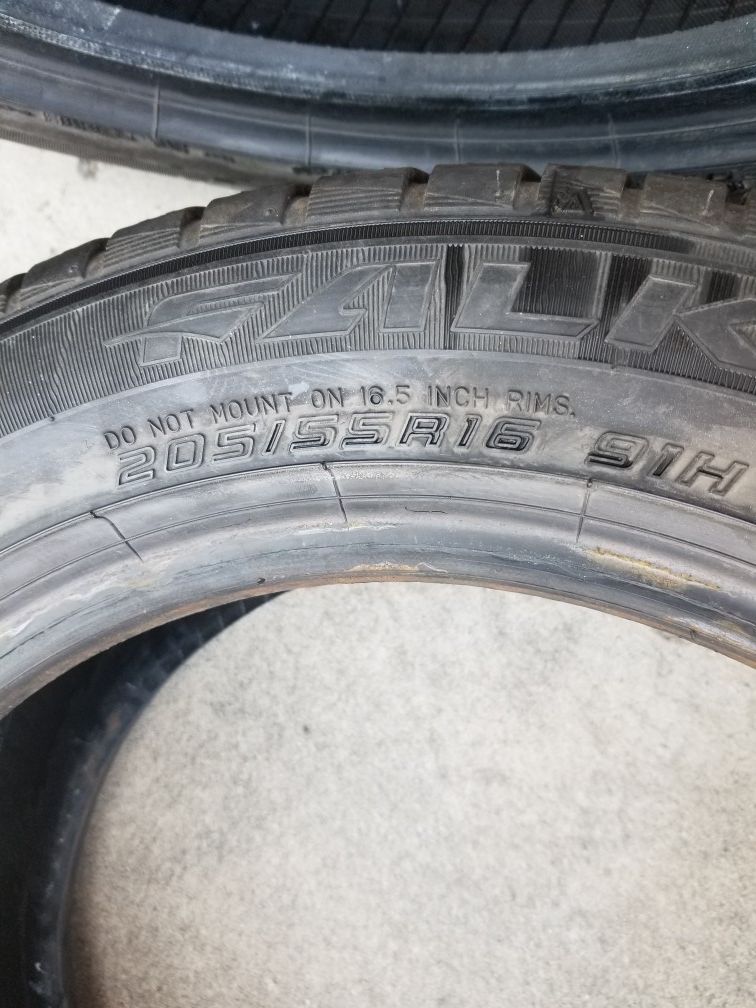 FALK
DO NOT MOUNT ON 16.5 INCH RIMS.
205/55R16 91H